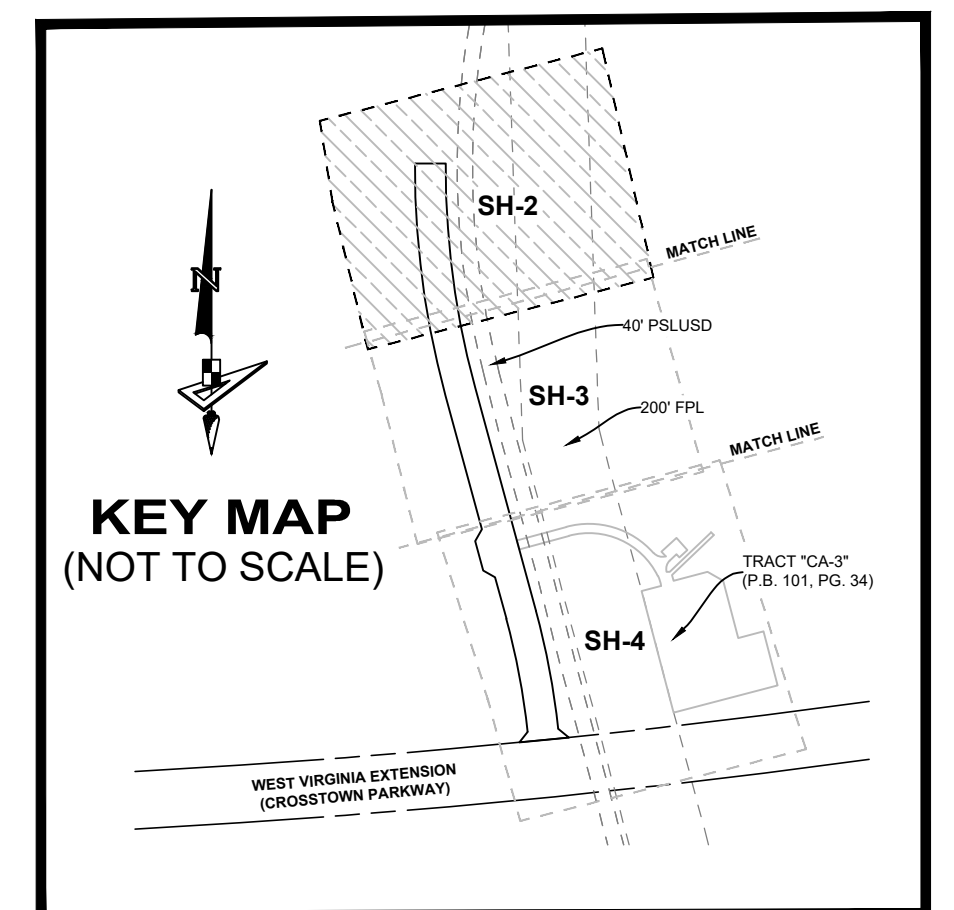 SH-2
MATCH LINE
N
40' PSLUSD
SH-3
200' FPL
MATCH LINE
KEY MAP
(NOT TO SCALE)
TRACT "CA-3"
(P.B. 101, PG. 34)
SH-4
WEST VIRGINIA EXTENSION
(CROSSTOWN PARKWAY)